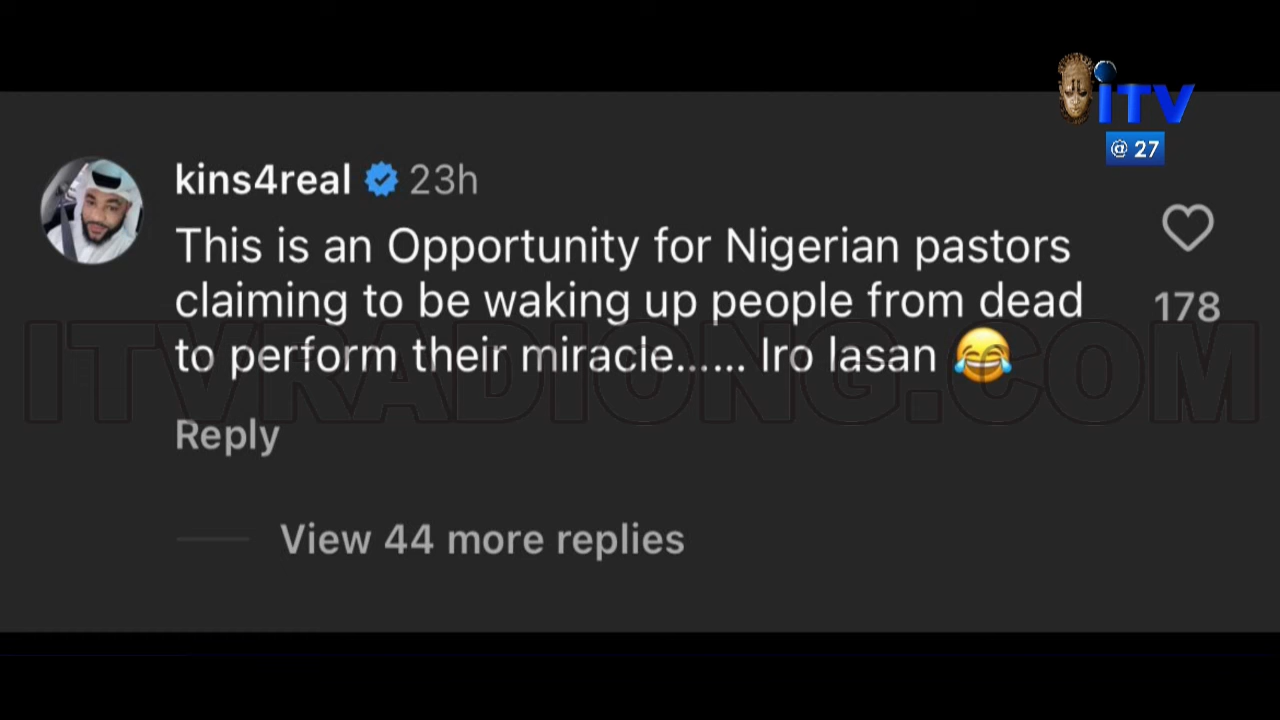 iTV
@ 27
kins4real 23h
This is an Opportunity for Nigerian pastors
claiming to be waking up people from dead
to perform their miracle...... Iro lasan 😂
178
Reply
View 44 more replies
ITVRADIONG.COM